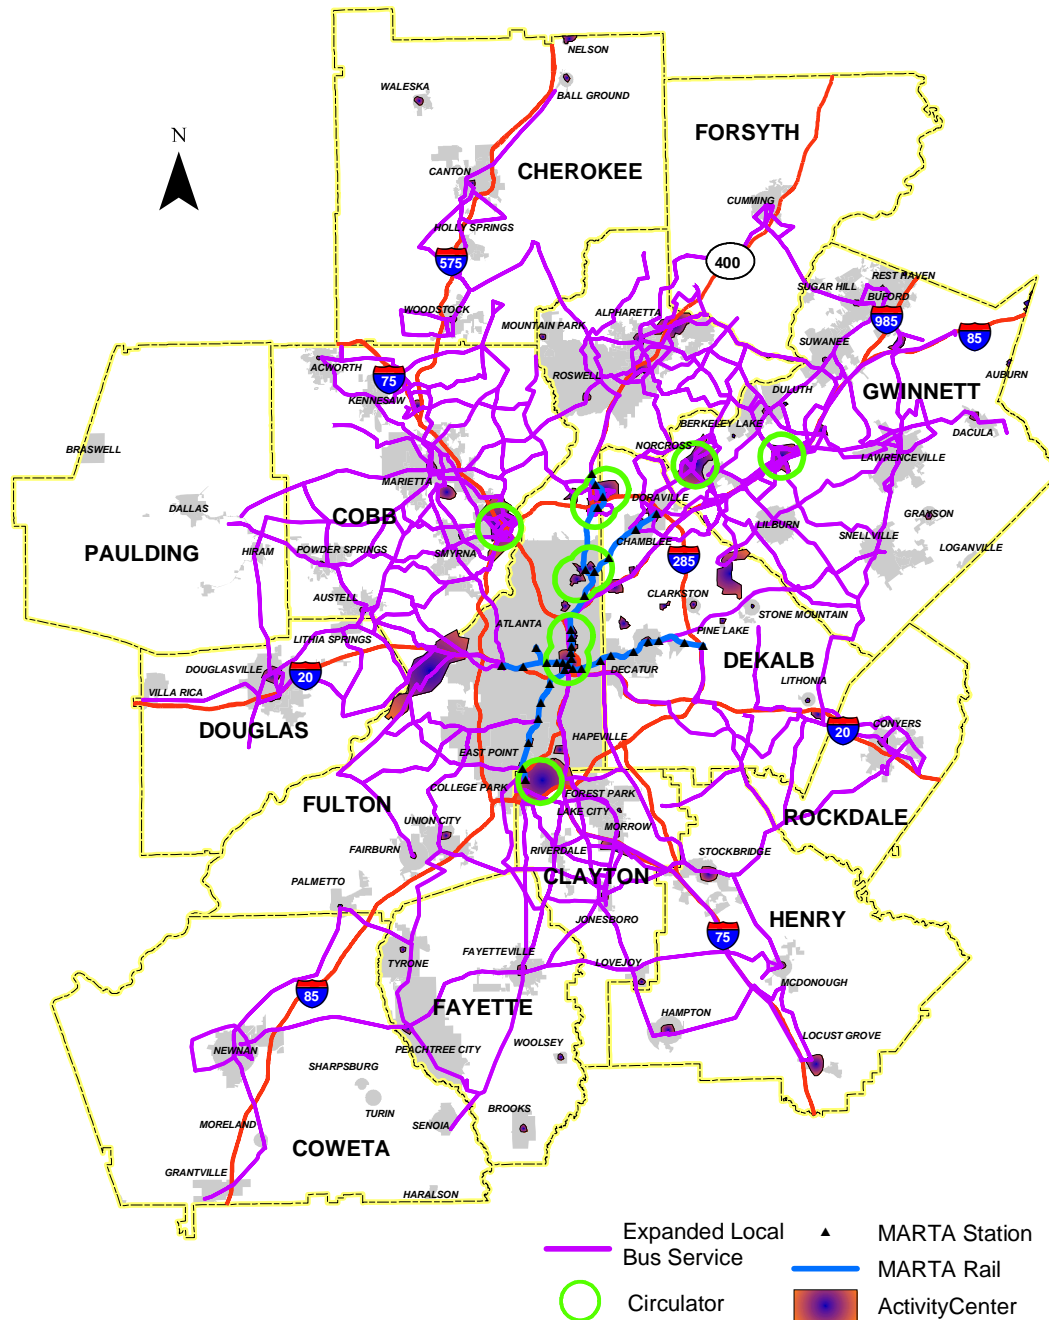 NELSON
WALESKA
BALL GROUND
FORSYTH
N
CHEROKEE
CANTON
CUMMING
HOLLY SPRINGS
575
400
REST HAVEN
SUGAR HILL
BUFORD
WOODSTOCK
MOUNTAIN PARK
ALPHARETTA
985
85
SUWANEE
ACWORTH
75
ROSWELL
AUBURN
KENNESAW
DULUTH
GWINNETT
BERKELEY LAKE
DACULA
BRASWELL
NORCROSS
LAWRENCEVILLE
MARIETTA
DORAVILLE
DALLAS
COBB
GRAYSON
LILBURN
SNELLVILLE
CHAMBLEE
LOGANVILLE
PAULDING
HIRAM
POWDER SPRINGS
SMYRNA
285
CLARKSTON
AUSTELL
STONE MOUNTAIN
ATLANTA
PINE LAKE
LITHIA SPRINGS
DEKALB
DOUGLASVILLE
20
DECATUR
LITHONIA
VILLA RICA
DOUGLAS
20
CONYERS
HAPEVILLE
EAST POINT
COLLEGE PARK
FOREST PARK
FULTON
LAKE CITY
ROCKDALE
UNION CITY
MORROW
FAIRBURN
RIVERDALE
STOCKBRIDGE
CLAYTON
PALMETTO
HENRY
JONESBORO
75
FAYETTEVILLE
TYRONE
LOVEJOY
MCDONOUGH
85
FAYETTE
HAMPTON
LOCUST GROVE
NEWNAN
PEACHTREE CITY
WOOLSEY
SHARPSBURG
TURIN
BROOKS
MORELAND
SENOIA
COWETA
GRANTVILLE
HARALSON
Expanded Local
Bus Service
Circulator
MARTA Station
MARTA Rail
ActivityCenter